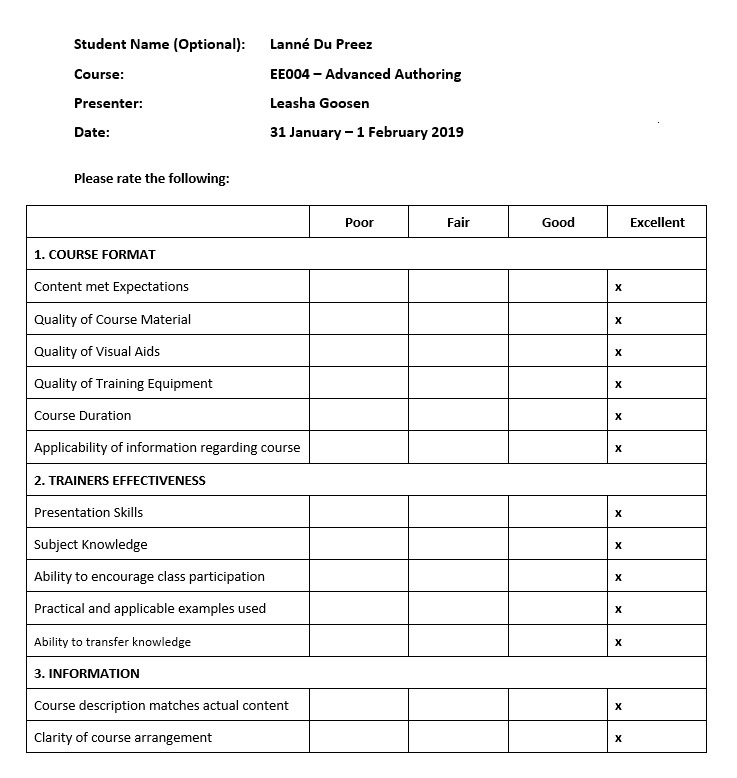 Student Name (Optional): Lanné Du Preez
Course: EE004 – Advanced Authoring
Presenter: Leasha Goosen
Date: 31 January – 1 February 2019
Please rate the following:
Poor Fair Good Excellent
1. COURSE FORMAT
Content met Expectations x
Quality of Course Material x
Quality of Visual Aids x
Quality of Training Equipment x
Course Duration x
Applicability of information regarding course x
2. TRAINERS EFFECTIVENESS
Presentation Skills x
Subject Knowledge x
Ability to encourage class participation x
Practical and applicable examples used x
Ability to transfer knowledge x
3. INFORMATION
Course description matches actual content x
Clarity of course arrangement x